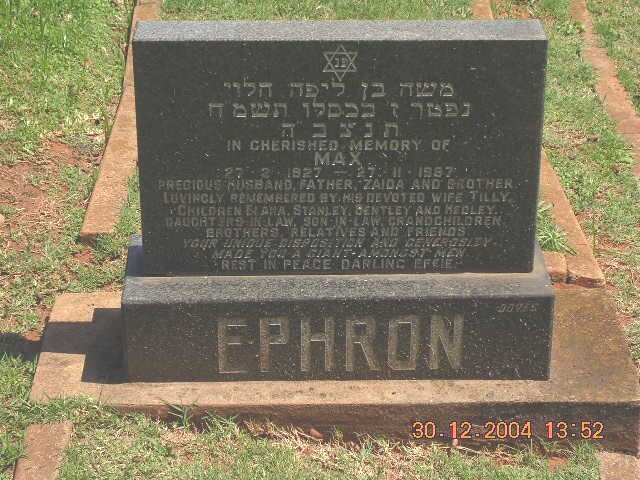 משה בן ליפה הלוי
נפטר ז בכסלו תשמ"ח
ת נ צ ב ה
IN CHERISHED MEMORY OF
MAX
27·2·1927 — 27·11·1987
PRECIOUS HUSBAND, FATHER, ZAIDA AND BROTHER
LOVINGLY REMEMBERED BY HIS DEVOTED WIFE TILLY,
CHILDREN ELANA, STANLEY, BENTLEY AND HEDLEY,
DAUGHTERS IN LAW, SON IN LAW, GRANDCHILDREN,
BROTHERS, RELATIVES AND FRIENDS
YOUR UNIQUE DISPOSITION AND GENEROSLEY
MADE YOU A GIANT AMONGST MEN
REST IN PEACE DARLING EFFIE
DOVES
EPHRON
30.12.2004 13:52